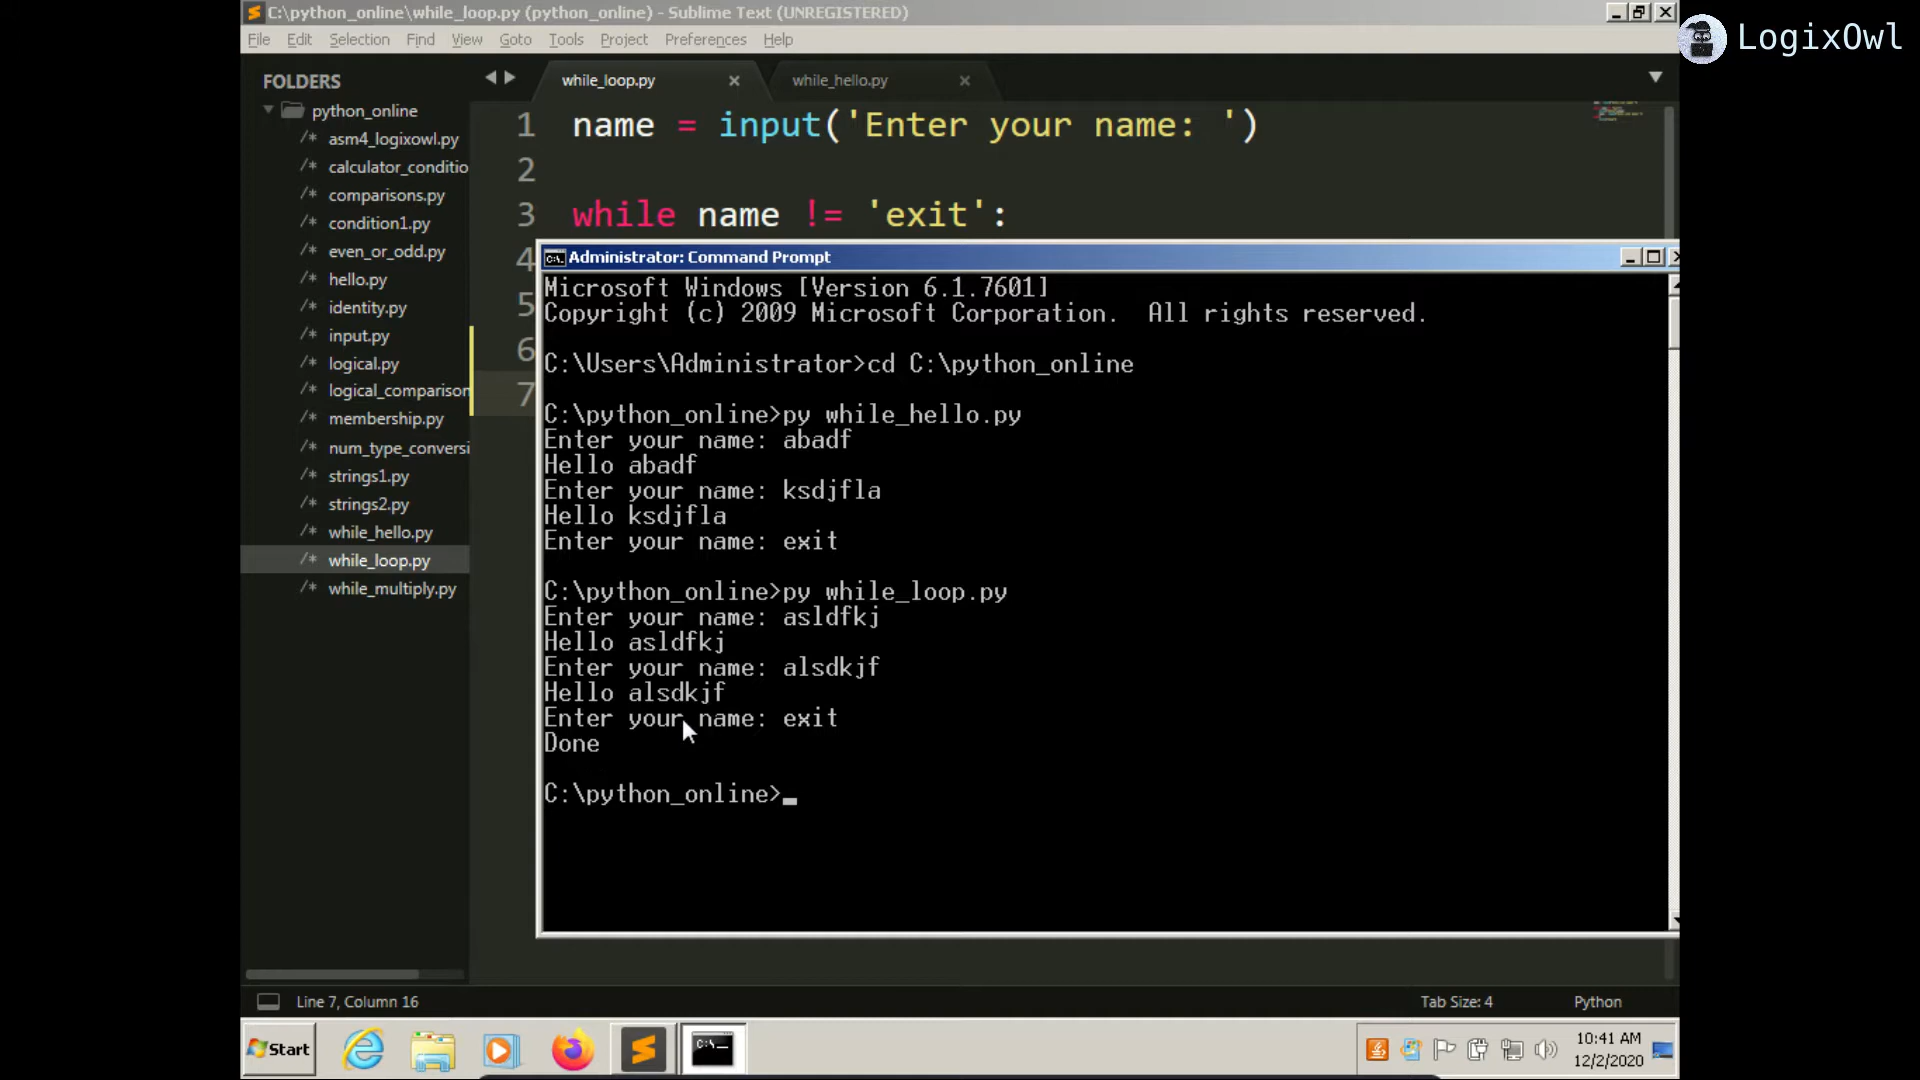 C:\python_online\while_loop.py (python_online) - Sublime Text (UNREGISTERED)
LogixOwl
File Edit Selection Find View Goto Tools Project Preferences Help
FOLDERS
python_online
asm4_logixowl.py
calculator_conditio
comparisons.py
condition1.py
even_or_odd.py
hello.py
identity.py
input.py
logical.py
logical_comparison
membership.py
num_type_conversi
strings1.py
strings2.py
while_hello.py
while_loop.py
while_multiply.py
while_loop.py while_hello.py
1 name = input('Enter your name: ')
2
3 while name != 'exit':
4
5
6
7
Administrator: Command Prompt
Microsoft Windows [Version 6.1.7601]
Copyright (c) 2009 Microsoft Corporation. All rights reserved.
C:\Users\Administrator>cd C:\python_online
C:\python_online>py while_hello.py
Enter your name: abadf
Hello abadf
Enter your name: ksdjfla
Hello ksdjfla
Enter your name: exit
C:\python_online>py while_loop.py
Enter your name: asldfkj
Hello asldfkj
Enter your name: alsdkjf
Hello alsdkjf
Enter your name: exit
Done
C:\python_online>_
Line 7, Column 16 Tab Size: 4 Python
Start
10:41 AM
12/2/2020